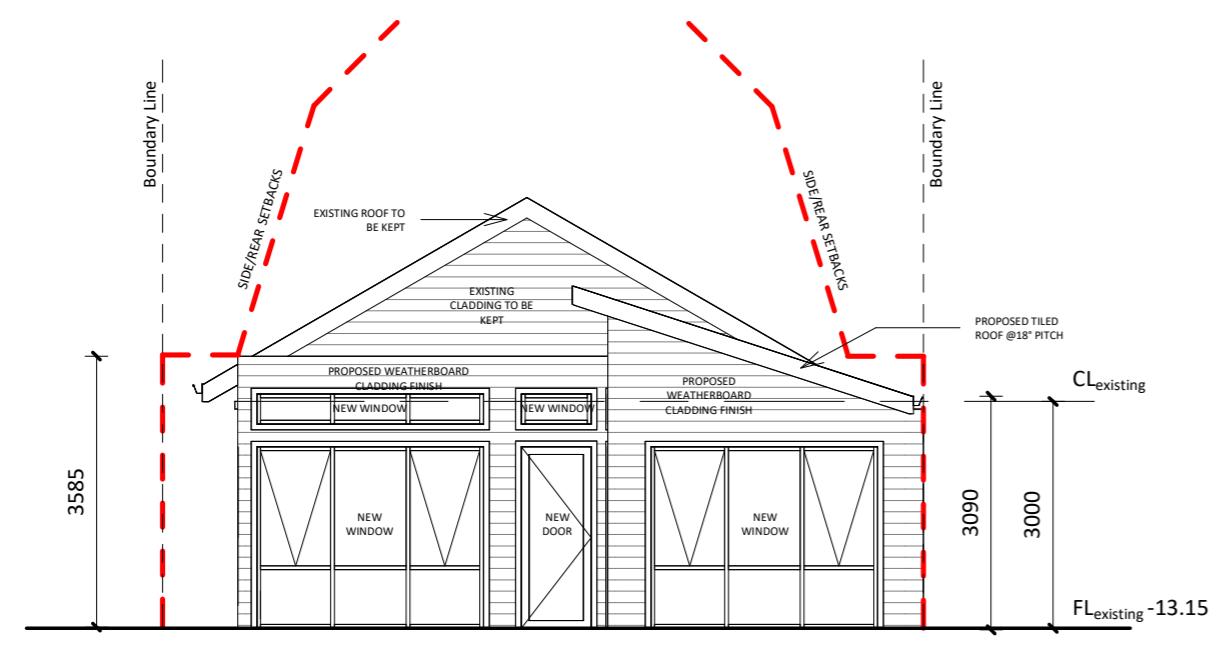 Boundary Line
Boundary Line
SIDE/REAR SETBACKS
SIDE/REAR SETBACKS
EXISTING ROOF TO
BE KEPT
EXISTING
CLADDING TO BE
KEPT
PROPOSED TILED
ROOF @18° PITCH
PROPOSED WEATHERBOARD
CLADDING FINISH
PROPOSED
WEATHERBOARD
CLADDING FINISH
CLexisting
NEW WINDOW
NEW WINDOW
3585
NEW
WINDOW
NEW
DOOR
NEW
WINDOW
3090
3000
FLexisting -13.15